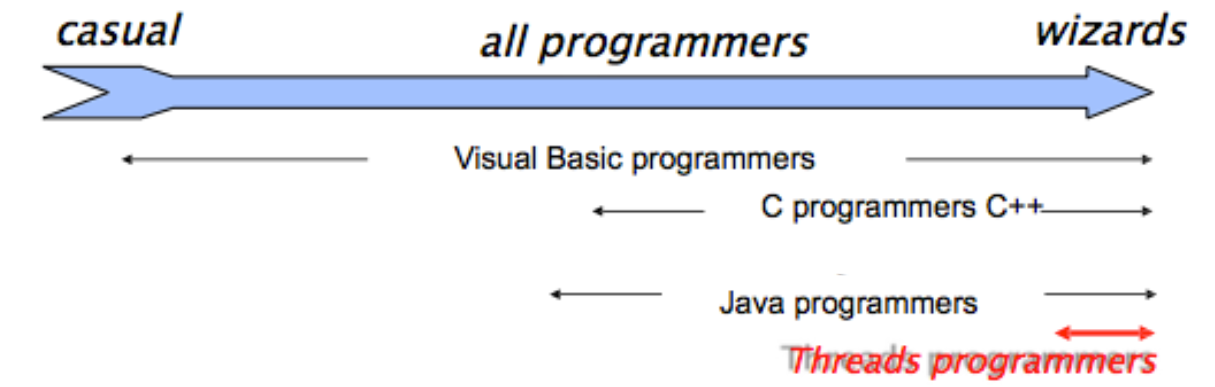 casual all programmers wizards
Visual Basic programmers
C programmers C++
Java programmers
Threads programmers